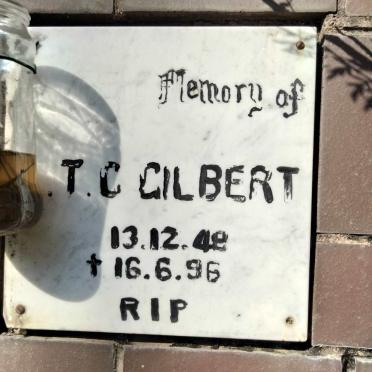 Memory of
T. C GILBERT
13.12.48
† 16.6.96
RIP